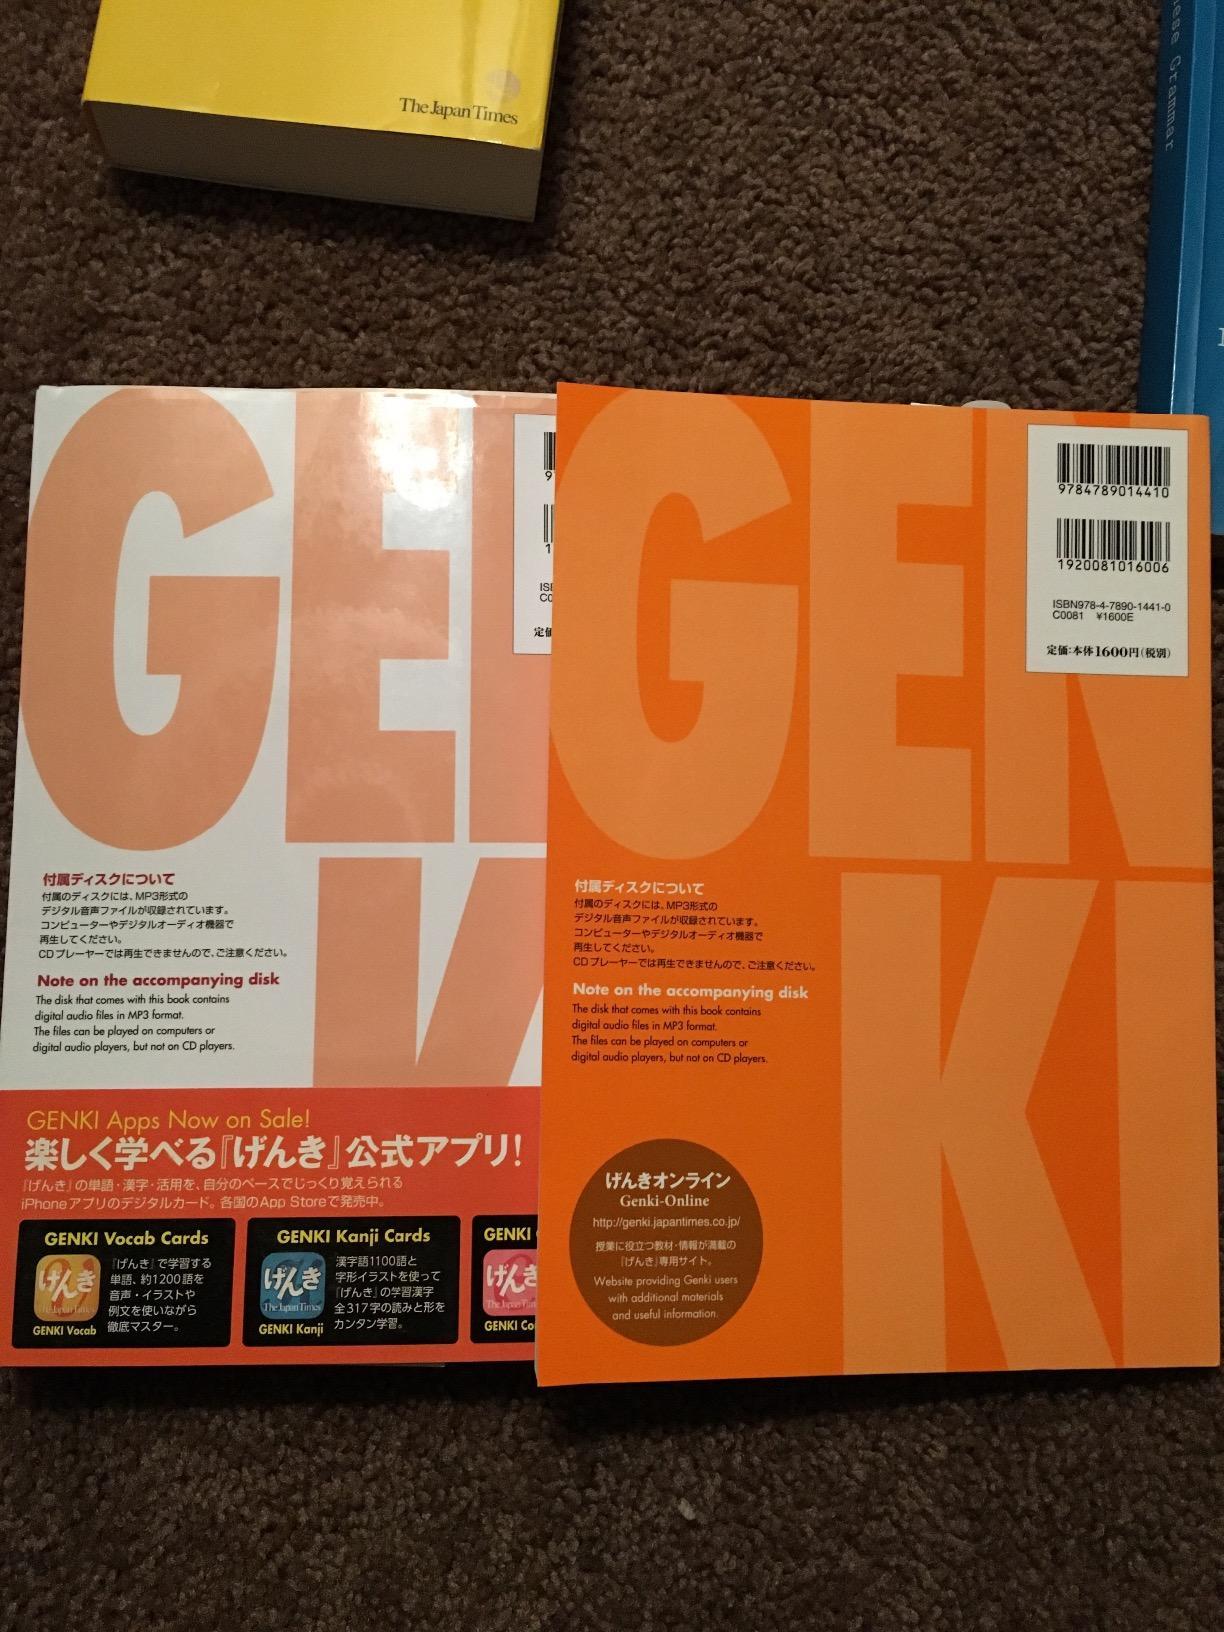 The Japan Times
ese Grammar
GE
K
付属ディスクについて
付属のディスクには、MP3形式の
デジタル音声ファイルが収録されています。
コンピューターやデジタルオーディオ機器で
再生してください。
CDプレーヤーでは再生できませんので、ご注意ください。
Note on the accompanying disk
The disk that comes with this book contains
digital audio files in MP3 format.
The files can be played on computers or
digital audio players, but not on CD players.
GENKI Apps Now on Sale!
楽しく学べる『げんき』公式アプリ!
『げんき』の単語・漢字・活用を、自分のペースでじっくり覚えられる
iPhoneアプリのデジタルカード。各国のApp Storeで発売中。
GENKI Vocab Cards
げんき
The Japan Times
GENKI Vocab
『げんき』で学習する
単語、約1200語を
音声・イラストや
例文を使いながら
徹底マスター。
GENKI Kanji Cards
げんき
The Japan Times
GENKI Kanji
漢字語1100語と
字形イラストを使って
『げんき』の学習漢字
全317字の読みと形を
カンタン学習。
GENKI
げん
The Japan
GENKI
97
1
ISB
C0
定価
GENKI
9784789014410
1920081016006
ISBN978-4-7890-1441-0
C0081 ¥1600E
定価:本体1600円(税別)
付属ディスクについて
付属のディスクには、MP3形式の
デジタル音声ファイルが収録されています。
コンピューターやデジタルオーディオ機器で
再生してください。
CDプレーヤーでは再生できませんので、ご注意ください。
Note on the accompanying disk
The disk that comes with this book contains
digital audio files in MP3 format.
The files can be played on computers or
digital audio players, but not on CD players.
げんきオンライン
Genki-Online
http://genki.japantimes.co.jp/
授業に役立つ教材・情報が満載の
『げんき』専用サイト。
Website providing Genki users
with additional materials
and useful information.